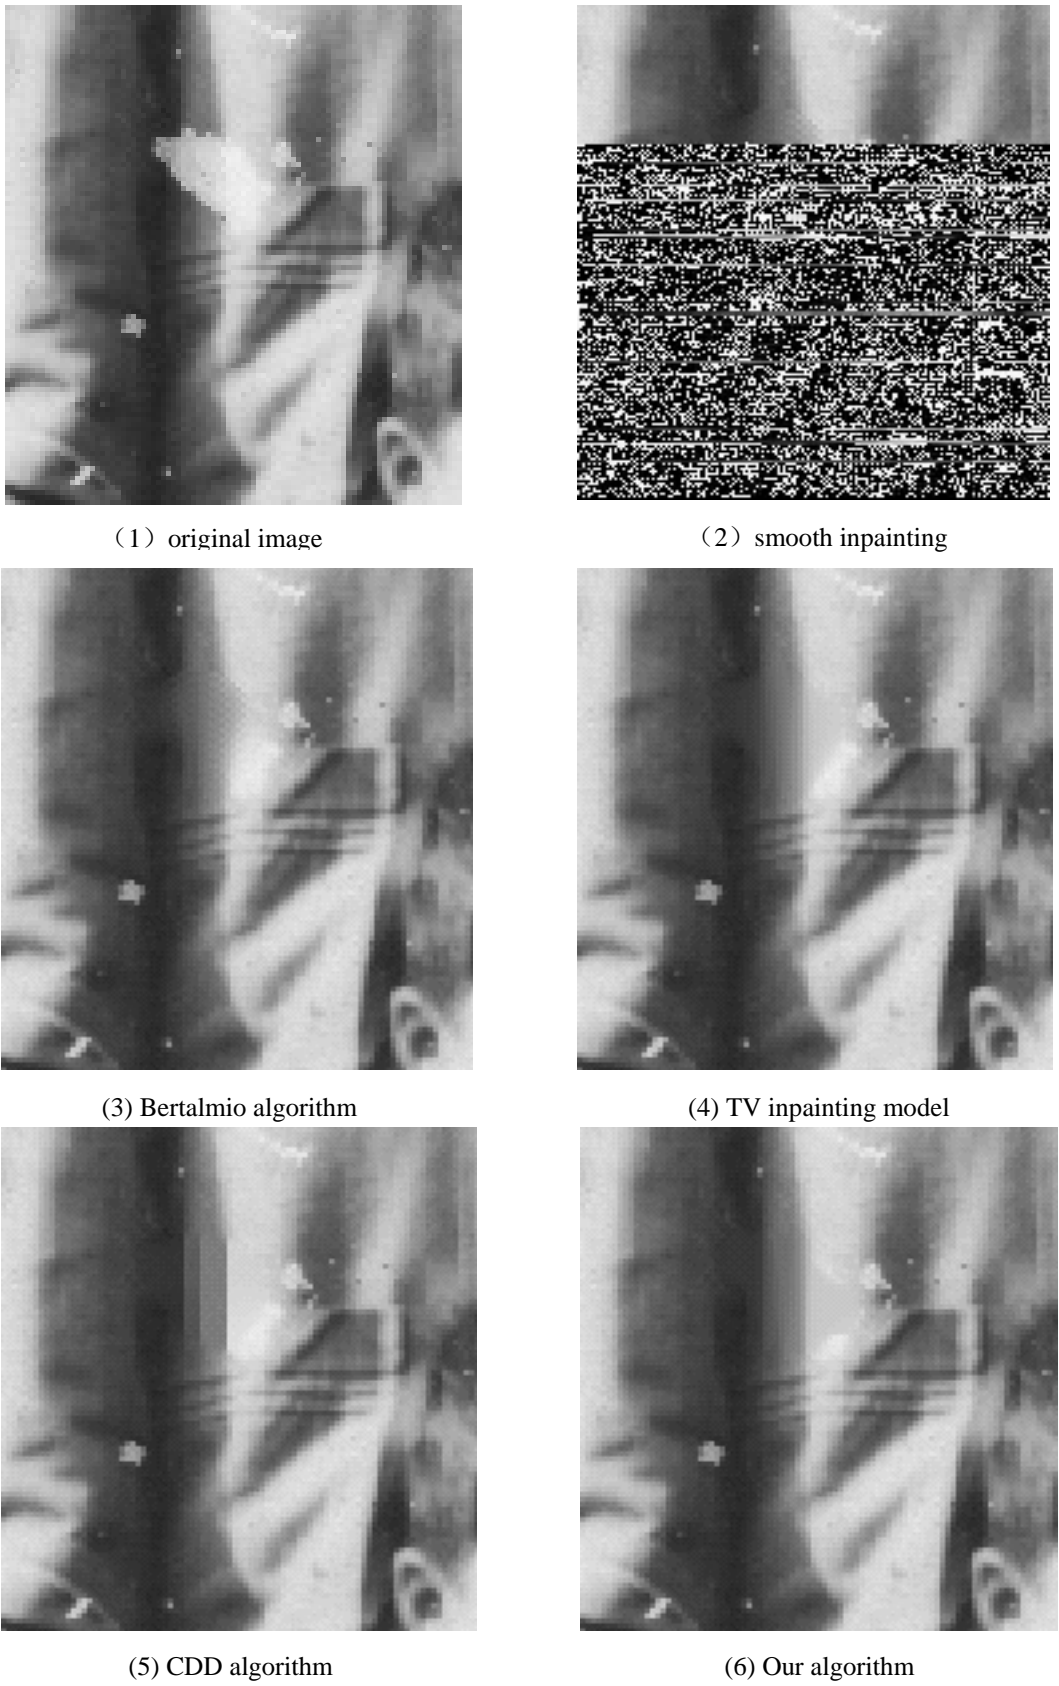 （1）original image
（2）smooth inpainting
(3) Bertalmio algorithm
(4) TV inpainting model
(5) CDD algorithm
(6) Our algorithm